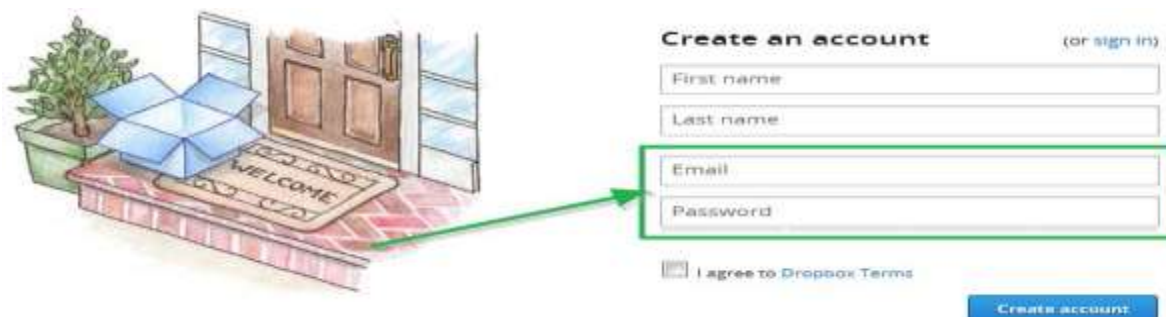 WELCOME
Create an account (or sign in)
First name
Last name
Email
Password
I agree to Dropbox Terms
Create account